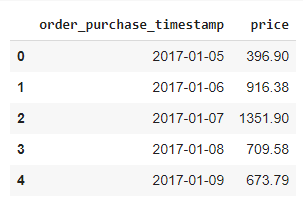 order_purchase_timestamp price
0 2017-01-05 396.90
1 2017-01-06 916.38
2 2017-01-07 1351.90
3 2017-01-08 709.58
4 2017-01-09 673.79